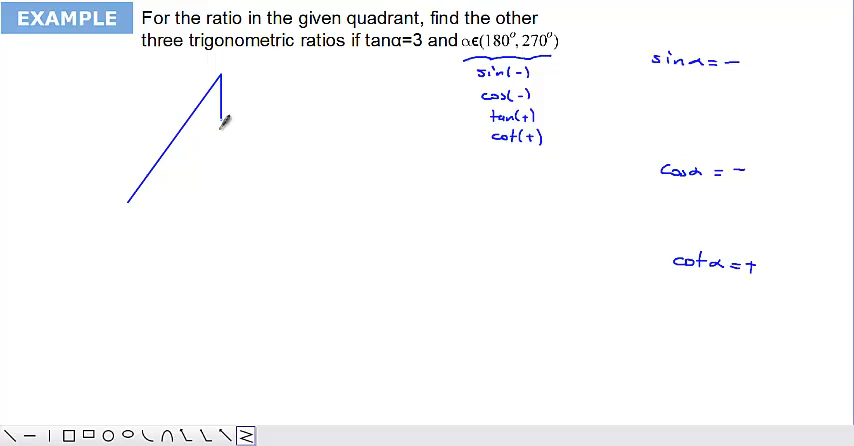 EXAMPLE
For the ratio in the given quadrant, find the other
three trigonometric ratios if tanα=3 and αϵ(180°, 270°)
sin(-)
cos(-)
tan(+)
cot(+)
sinα = -
cosα = -
cotα = +